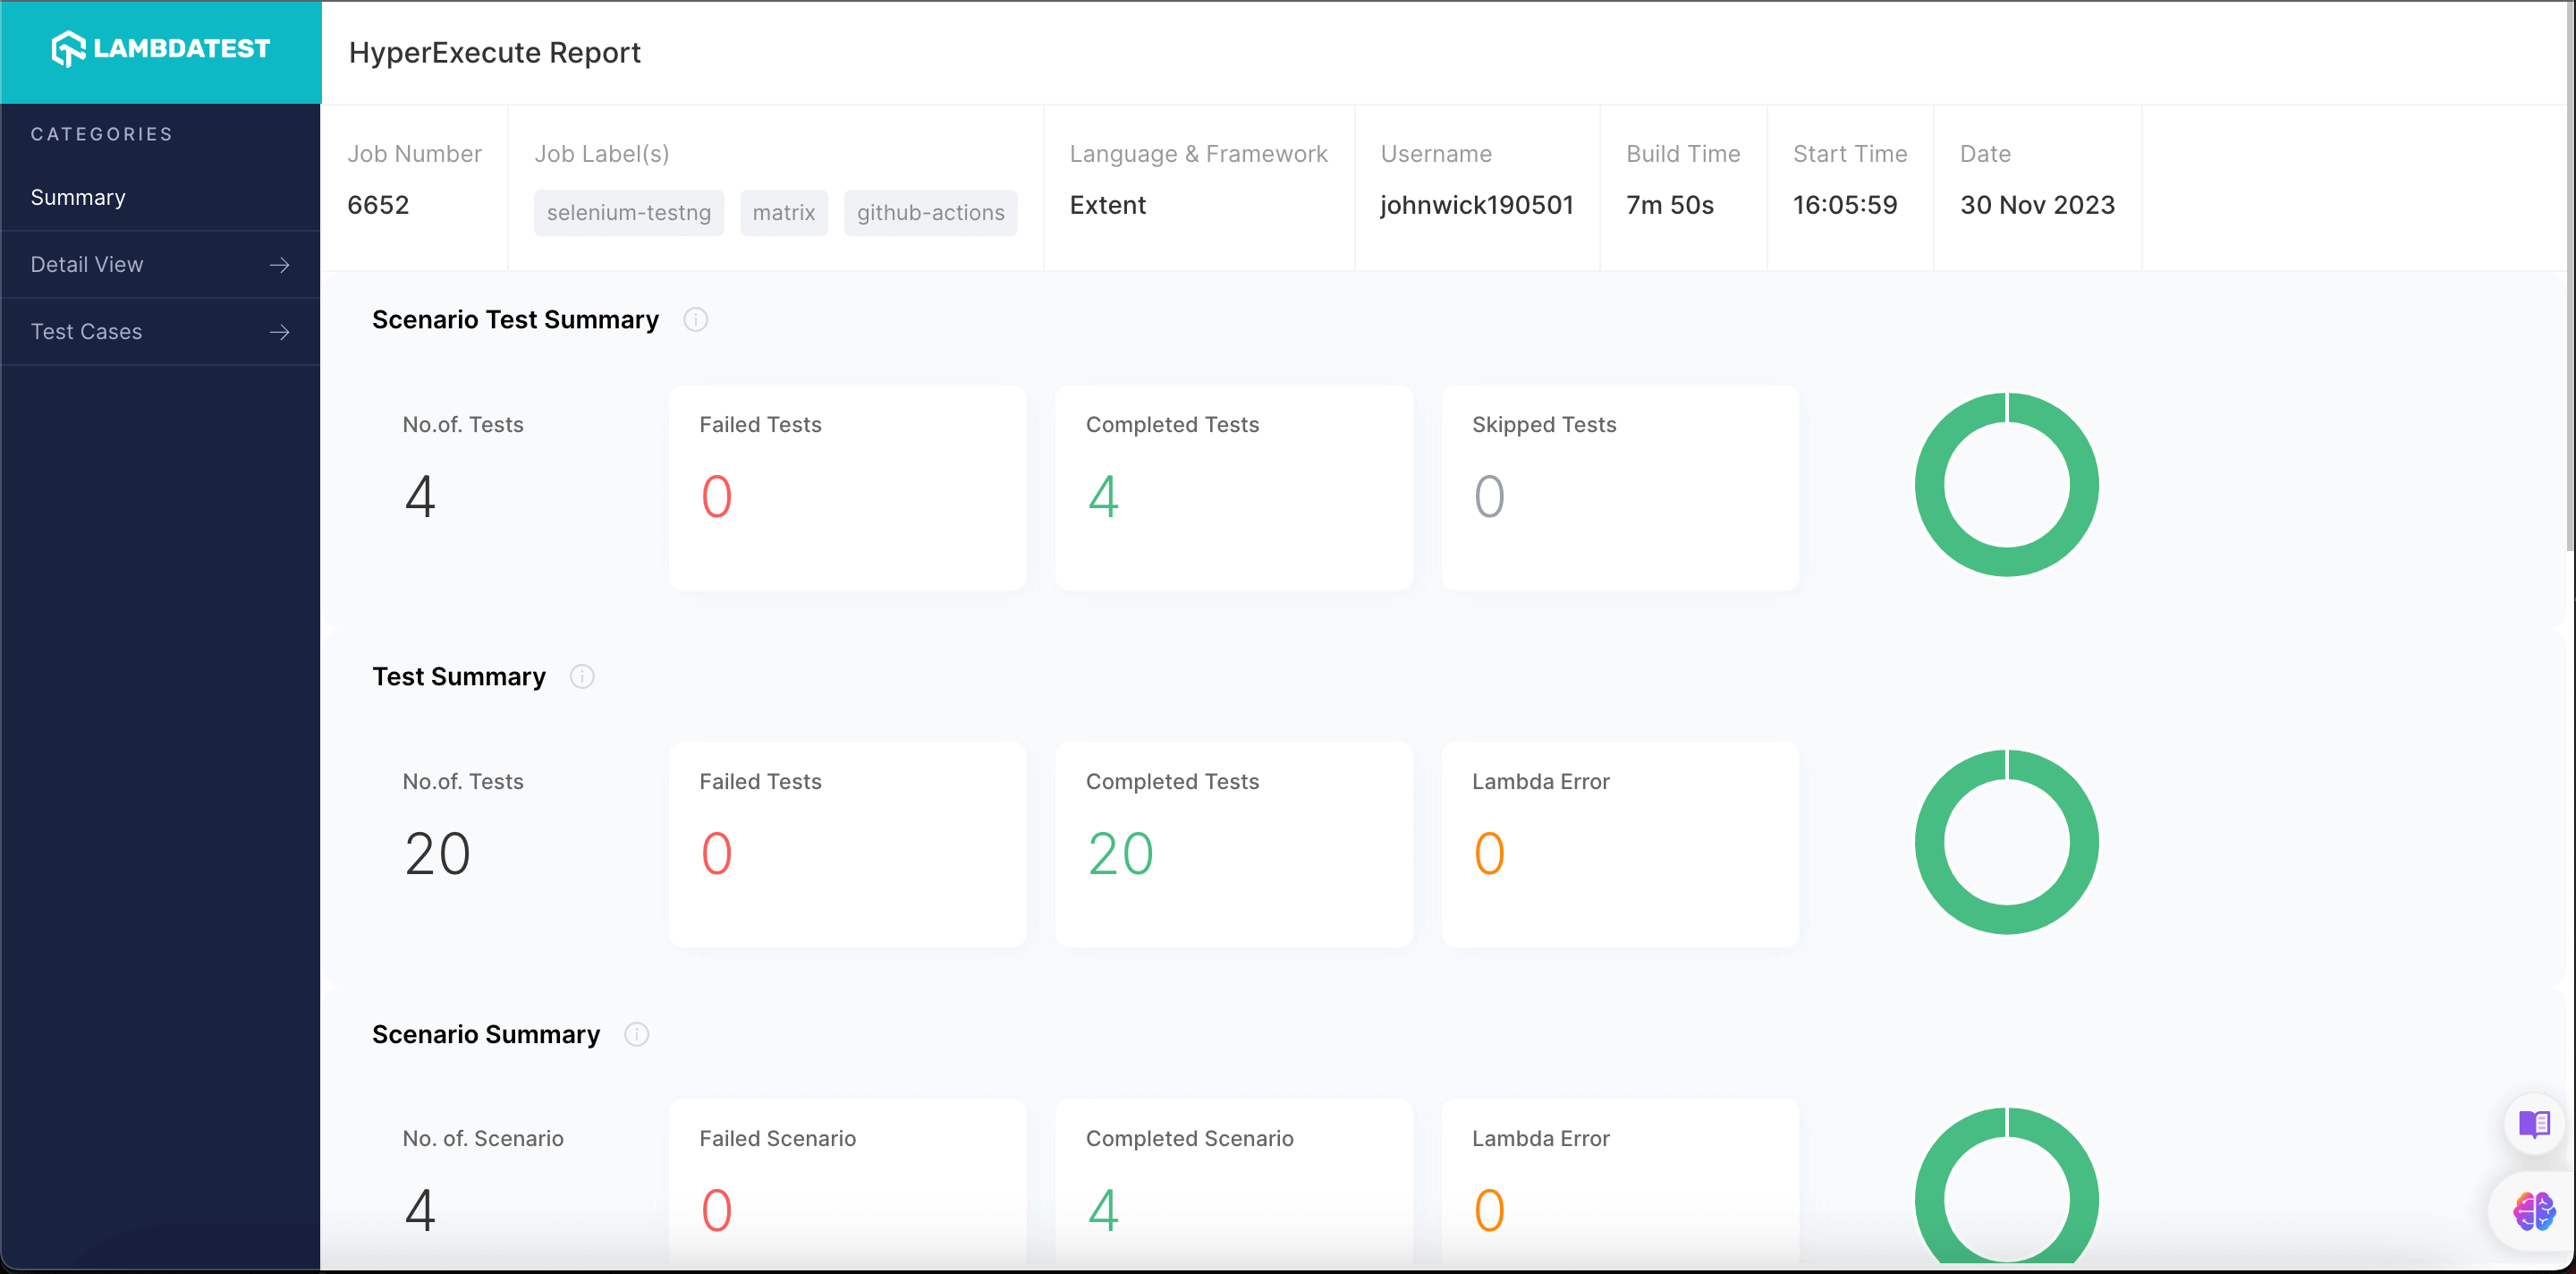 LAMBDATEST
HyperExecute Report
CATEGORIES
Summary
Detail View
Test Cases
Job Number
6652
Job Label(s)
selenium-testng matrix github-actions
Language & Framework
Extent
Username
johnwick190501
Build Time
7m 50s
Start Time
16:05:59
Date
30 Nov 2023
Scenario Test Summary
No.of. Tests
4
Failed Tests
0
Completed Tests
4
Skipped Tests
0
Test Summary
No.of. Tests
20
Failed Tests
0
Completed Tests
20
Lambda Error
0
Scenario Summary
No. of. Scenario
4
Failed Scenario
0
Completed Scenario
4
Lambda Error
0